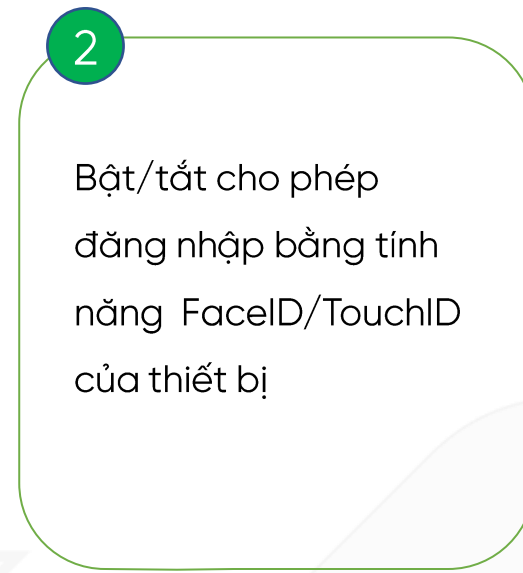 2
Bật/tắt cho phép
đăng nhập bằng tính
năng FaceID/TouchID
của thiết bị